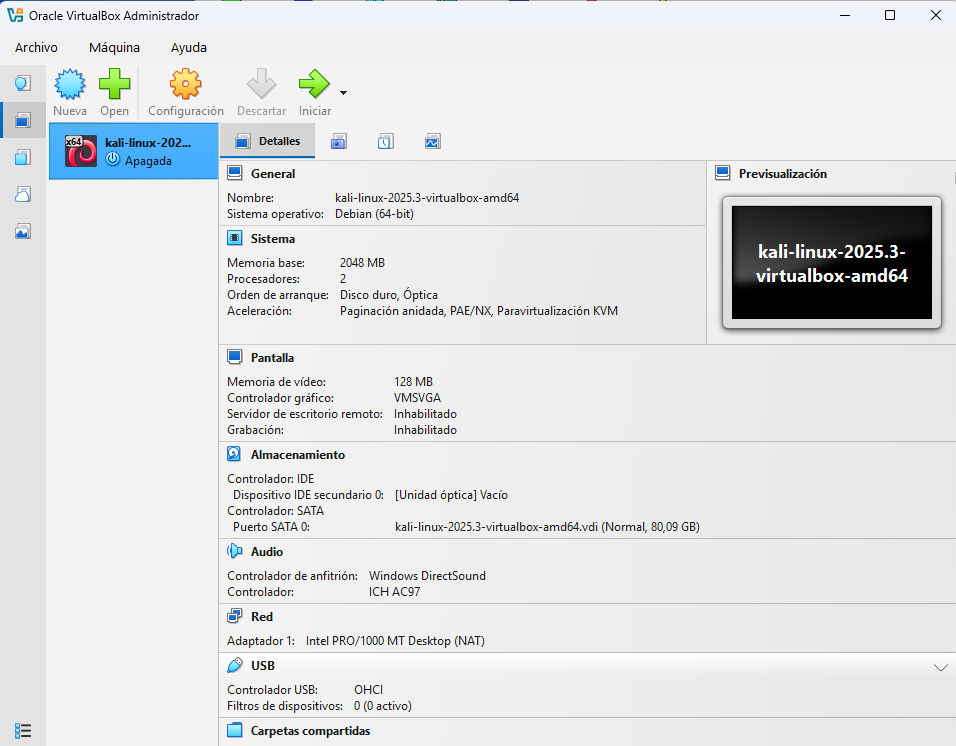 Oracle VirtualBox Administrador
Archivo Máquina Ayuda
Nueva Open Configuración Descartar Iniciar
x64
kali-linux-202...
Apagada
Detalles
General
Nombre: kali-linux-2025.3-virtualbox-amd64
Sistema operativo: Debian (64-bit)
Previsualización
kali-linux-2025.3-
virtualbox-amd64
Sistema
Memoria base: 2048 MB
Procesadores: 2
Orden de arranque: Disco duro, Óptica
Aceleración: Paginación anidada, PAE/NX, Paravirtualización KVM
Pantalla
Memoria de vídeo: 128 MB
Controlador gráfico: VMSVGA
Servidor de escritorio remoto: Inhabilitado
Grabación: Inhabilitado
Almacenamiento
Controlador: IDE
Dispositivo IDE secundario 0: [Unidad óptica] Vacío
Controlador: SATA
Puerto SATA 0: kali-linux-2025.3-virtualbox-amd64.vdi (Normal, 80,09 GB)
Audio
Controlador de anfitrión: Windows DirectSound
Controlador: ICH AC97
Red
Adaptador 1: Intel PRO/1000 MT Desktop (NAT)
USB
Controlador USB: OHCI
Filtros de dispositivos: 0 (0 activo)
Carpetas compartidas